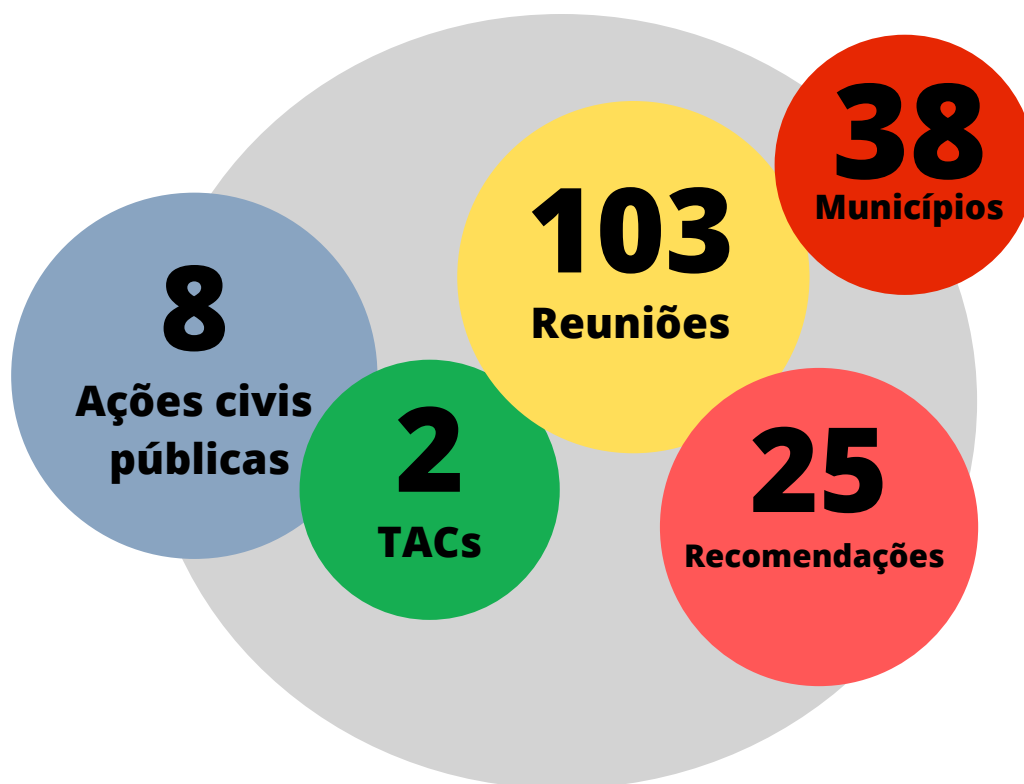 38
Municípios
103
Reuniões
8
Ações civis
públicas
2
TACs
25
Recomendações